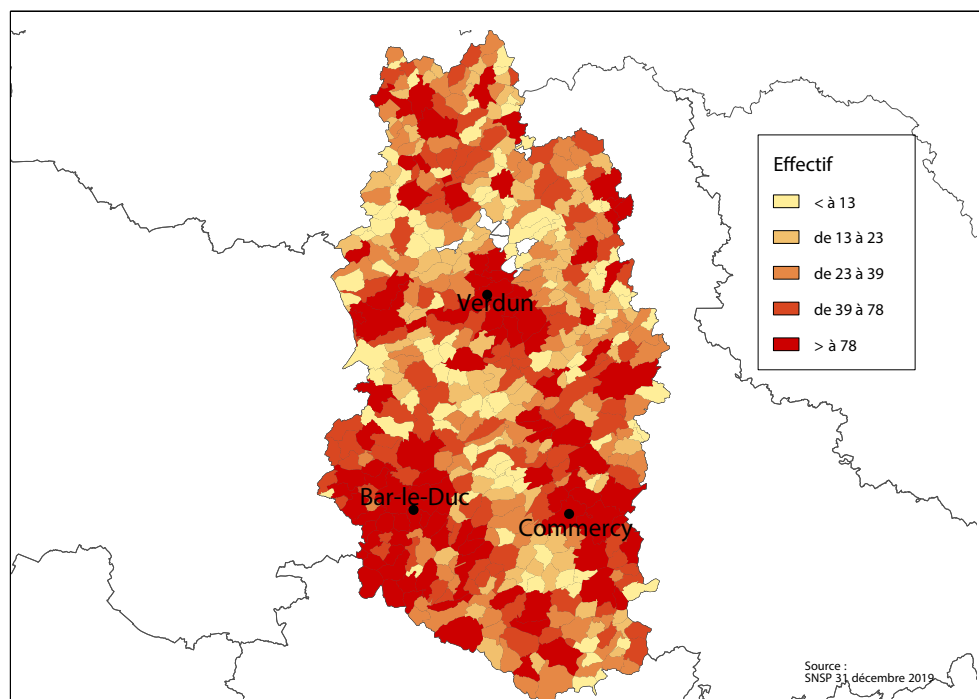 Effectif
< à 13
de 13 à 23
de 23 à 39
de 39 à 78
> à 78
Verdun
Bar-le-Duc
Commercy
Source :
SNSP 31 décembre 2019